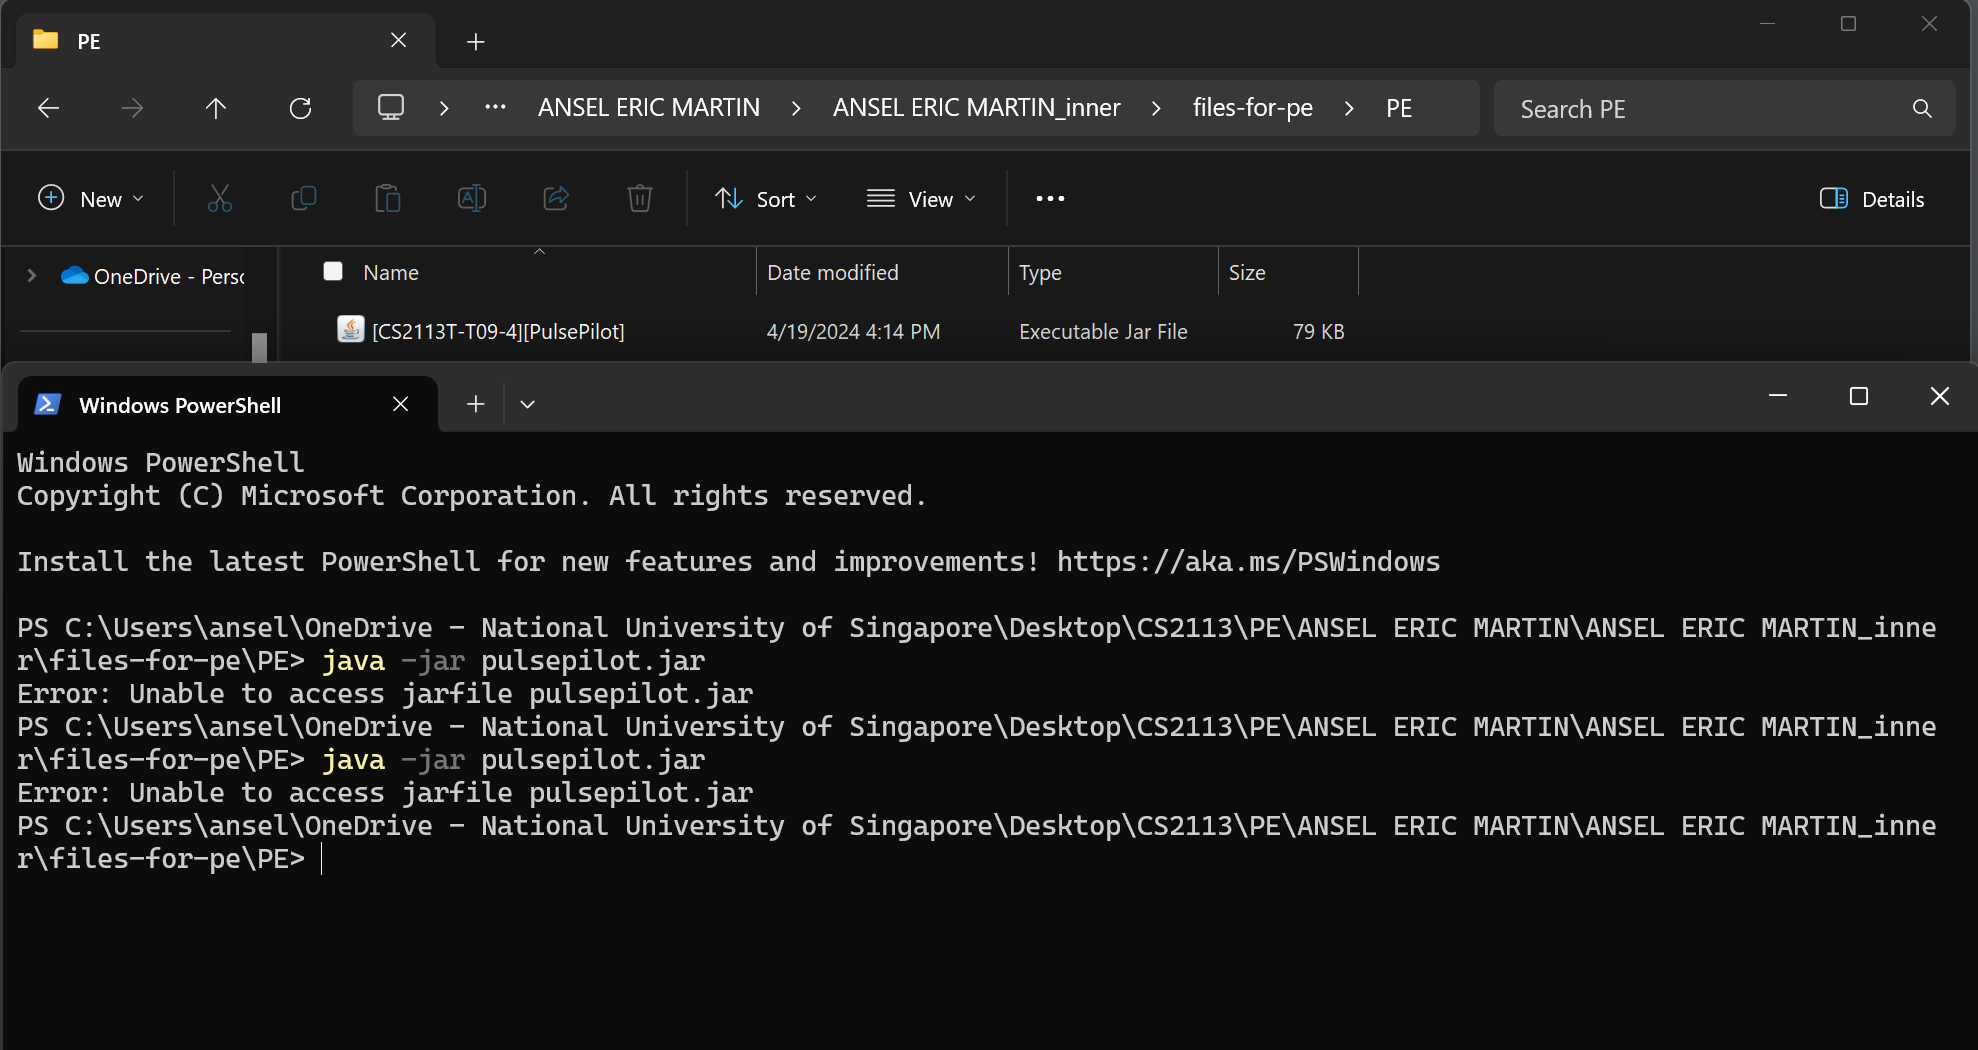 PE
ANSEL ERIC MARTIN > ANSEL ERIC MARTIN_inner > files-for-pe > PE
Search PE
New
Sort
View
Details
OneDrive - Perso
Name
Date modified
Type
Size
[CS2113T-T09-4][PulsePilot]
4/19/2024 4:14 PM
Executable Jar File
79 KB
Windows PowerShell
Windows PowerShell
Copyright (C) Microsoft Corporation. All rights reserved.
Install the latest PowerShell for new features and improvements! https://aka.ms/PSWindows
PS C:\Users\ansel\OneDrive - National University of Singapore\Desktop\CS2113\PE\ANSEL ERIC MARTIN\ANSEL ERIC MARTIN_inne
r\files-for-pe\PE> java -jar pulsepilot.jar
Error: Unable to access jarfile pulsepilot.jar
PS C:\Users\ansel\OneDrive - National University of Singapore\Desktop\CS2113\PE\ANSEL ERIC MARTIN\ANSEL ERIC MARTIN_inne
r\files-for-pe\PE> java -jar pulsepilot.jar
Error: Unable to access jarfile pulsepilot.jar
PS C:\Users\ansel\OneDrive - National University of Singapore\Desktop\CS2113\PE\ANSEL ERIC MARTIN\ANSEL ERIC MARTIN_inne
r\files-for-pe\PE>